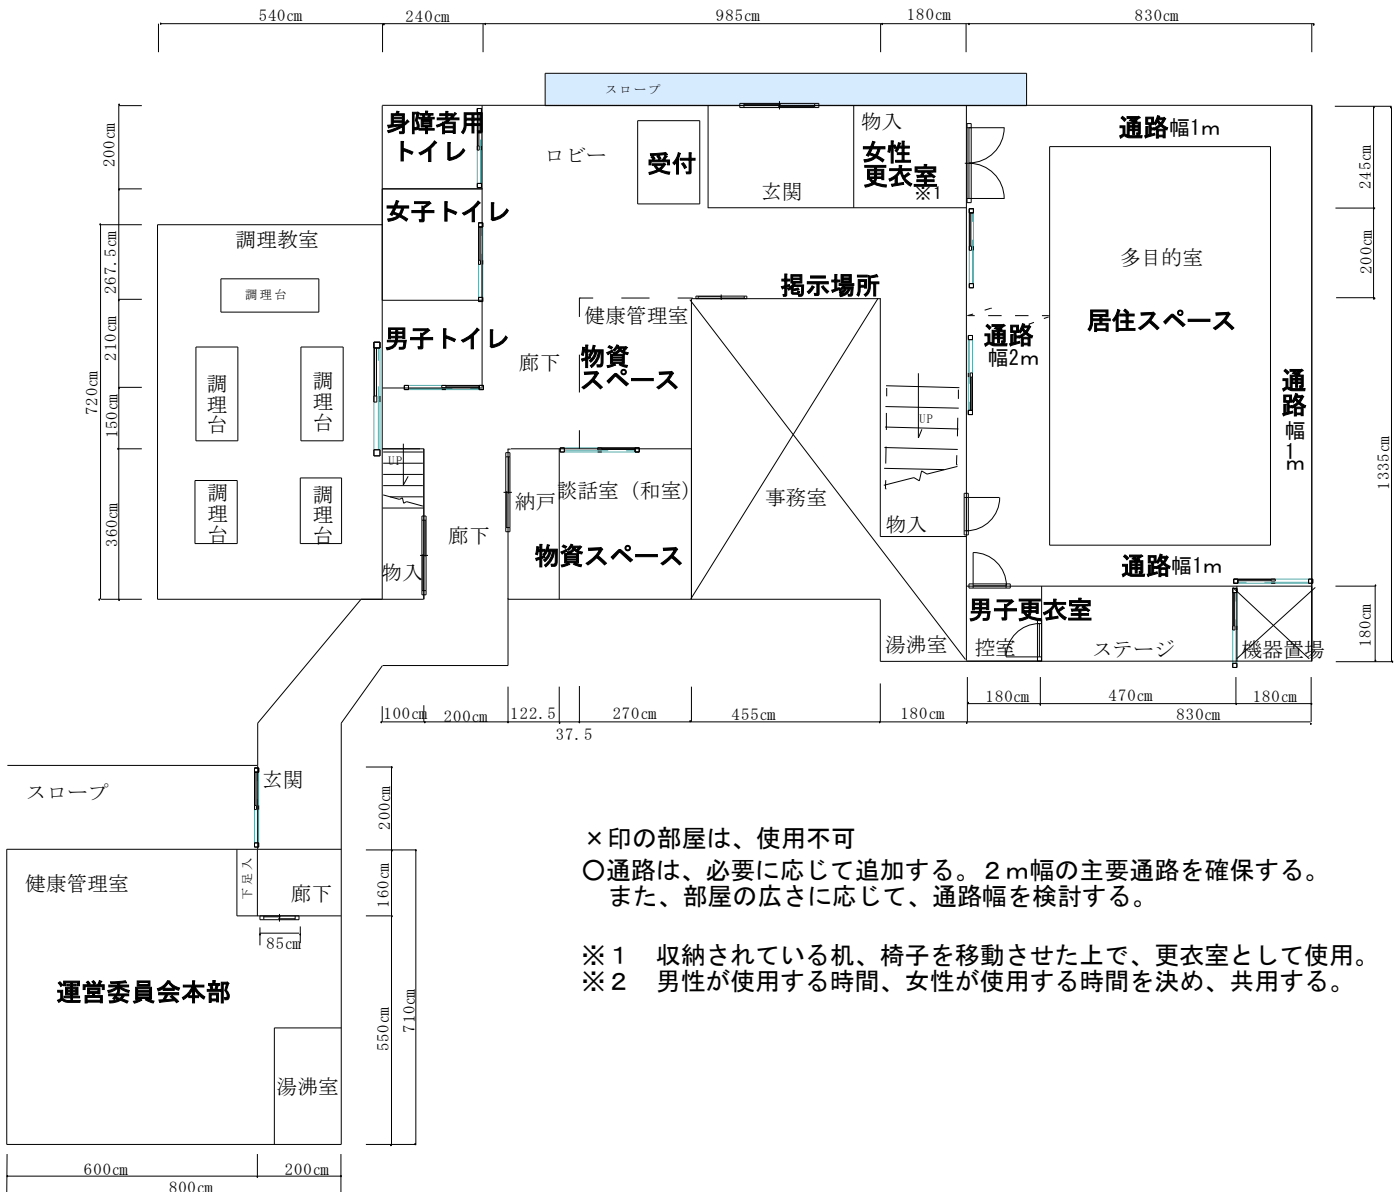 540cm
240cm
985cm
180cm
830cm
スロープ
身障者用
トイレ
ロビー
受付
玄関
物入
女性
更衣室
※1
通路幅1m
200cm
245cm
女子トイレ
調理教室
調理台
267.5cm
200cm
多目的室
掲示場所
居住スペース
健康管理室
男子トイレ
廊下
物資
スペース
通路
幅2m
210cm
720cm
150cm
調理台
調理台
UP
通路
幅
1m
1335cm
UP
納戸
談話室（和室）
事務室
調理台
調理台
360cm
廊下
物入
物資スペース
物入
通路幅1m
男子更衣室
湯沸室
控室
ステージ
機器置場
180cm
100cm
200cm
122.5
37.5
270cm
455cm
180cm
180cm
470cm
180cm
830cm
スロープ
玄関
200cm
健康管理室
下足入
廊下
160cm
85cm
運営委員会本部
550cm
710cm
湯沸室
600cm
200cm
800cm
×印の部屋は、使用不可
○通路は、必要に応じて追加する。２ｍ幅の主要通路を確保する。
また、部屋の広さに応じて、通路幅を検討する。
※１　収納されている机、椅子を移動させた上で、更衣室として使用。
※２　男性が使用する時間、女性が使用する時間を決め、共用する。